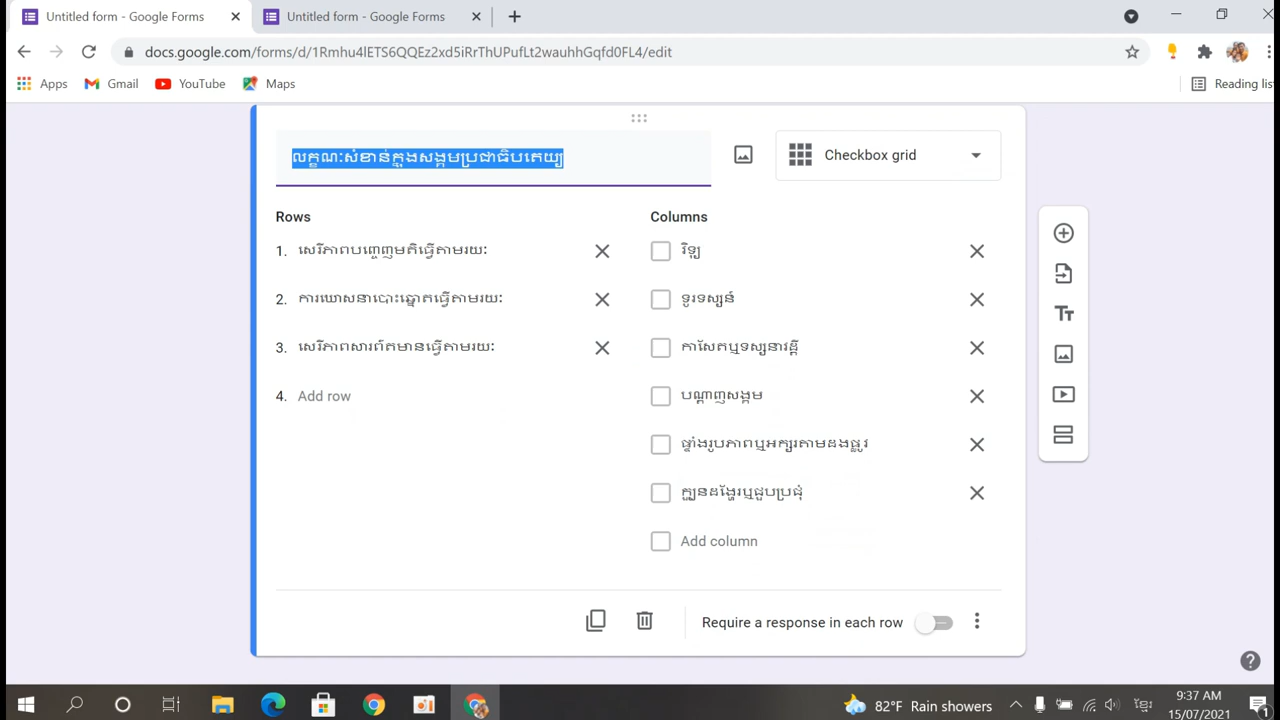 Untitled form - Google Forms
Untitled form - Google Forms
docs.google.com/forms/d/1Rmhu4lETS6QQEz2xd5iRrThUPufLt2wauhhGqfd0FL4/edit
Apps
Gmail
YouTube
Maps
Reading list
លក្ខណៈសំខាន់ក្នុងសង្គមប្រជាធិបតេយ្យ
Checkbox grid
Rows
Columns
1. សេរីភាពបញ្ចេញមតិធ្វើតាមរយៈ
រិទ្យុ
2. ការឃោសនាបោះឆ្នោតធ្វើតាមរយៈ
ទូរទស្សន៍
3. សេរីភាពសារព័តមានធ្វើតាមរយៈ
កាសែតឬទស្សនាវដ្តី
4. Add row
បណ្តាញសង្គម
ផ្ទាំងរូបភាពឬអក្សរតាមដងផ្លូវ
ក្បួនដង្ហែរឬជួបប្រជុំ
Add column
Require a response in each row
82°F Rain showers
9:37 AM
15/07/2021
1